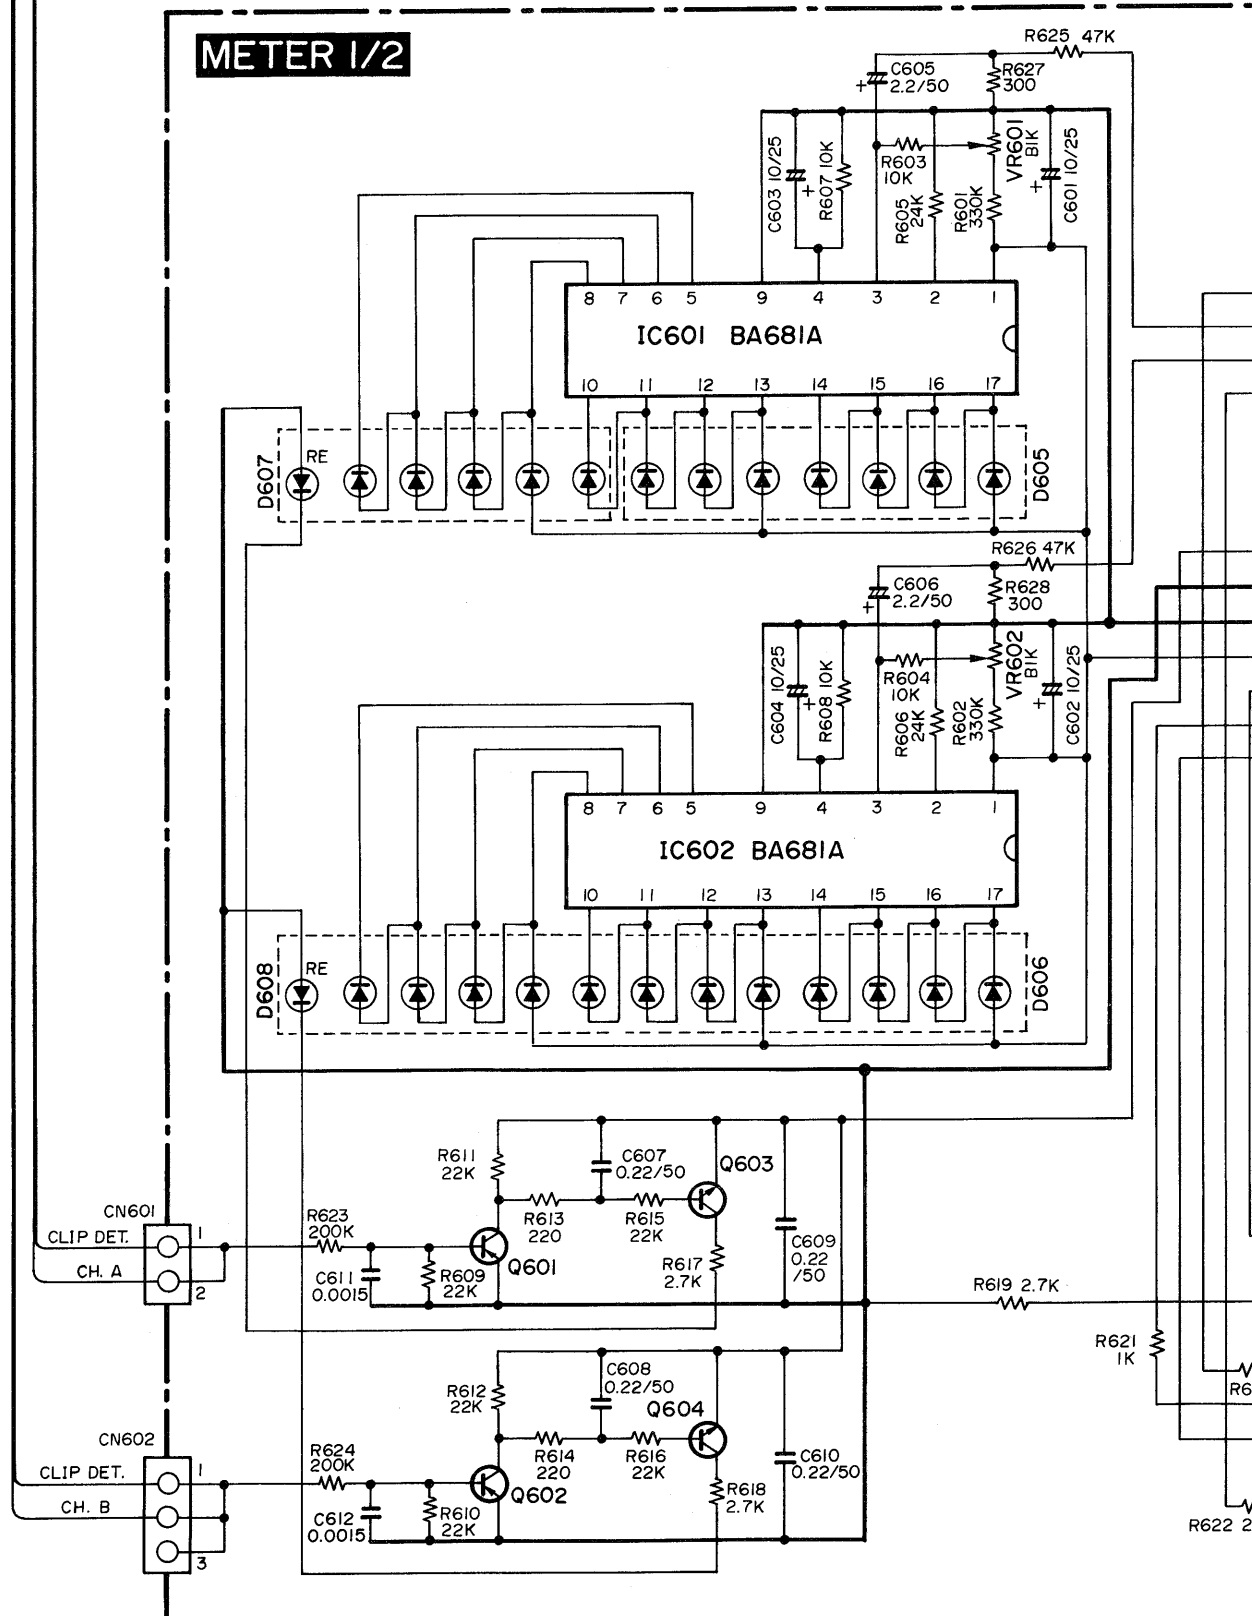 METER 1/2
R625 47K
C605
2.2/50
+
R627
300
C603 10/25
+
R607 10K
R603
10K
R605
24K
R601
330K
VR601
B1K
+
C601 10/25
8 7 6 5 9 4 3 2 1
IC601 BA681A
10 11 12 13 14 15 16 17
D607
RE
D605
R626 47K
C606
2.2/50
+
R628
300
C604 10/25
+
R608 10K
R604
10K
R606
24K
R602
330K
VR602
B1K
+
C602 10/25
8 7 6 5 9 4 3 2 1
IC602 BA681A
10 11 12 13 14 15 16 17
D608
RE
D606
R611
22K
C607
0.22/50
Q603
CN601
1
CLIP DET.
CH. A
2
R623
200K
R613
220
R615
22K
Q601
C611
0.0015
R609
22K
R617
2.7K
C609
0.22
/50
R619 2.7K
R621
1K
R612
22K
C608
0.22/50
Q604
R6
CN602
1
CLIP DET.
CH. B
3
R624
200K
R614
220
R616
22K
C610
0.22/50
Q602
C612
0.0015
R610
22K
R618
2.7K
R622 2